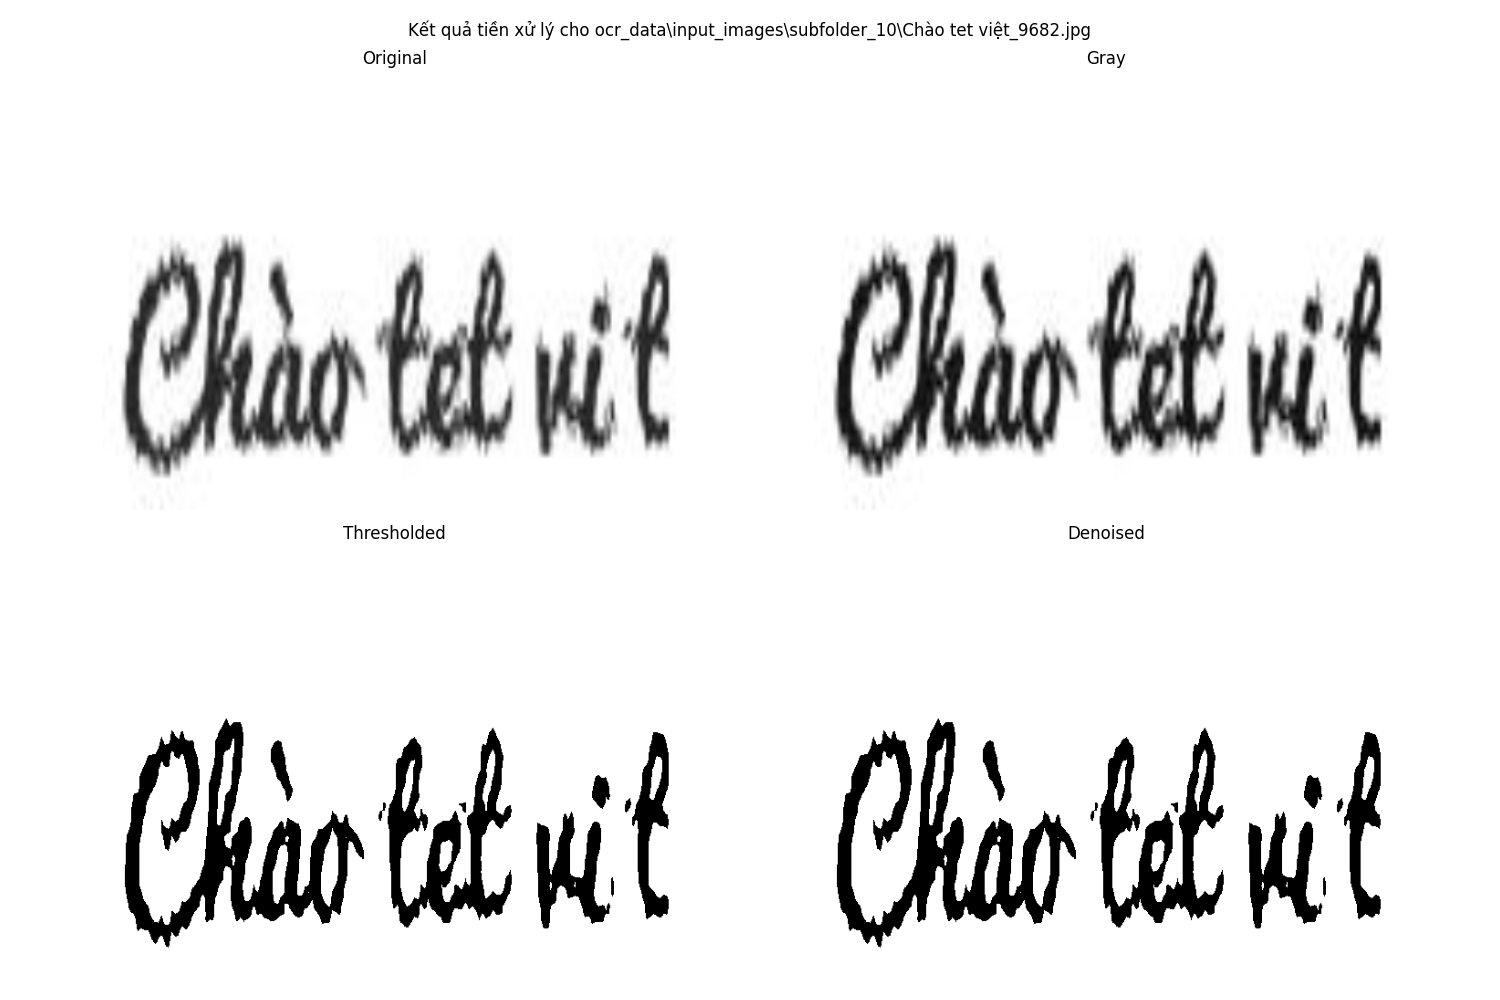 Kết quả tiền xử lý cho ocr_data\input_images\subfolder_10\Chào tet việt_9682.jpg
Original
Gray
Chào tet vi t
Chào tet vi t
Thresholded
Denoised
Chào tet vi t
Chào tet vi t